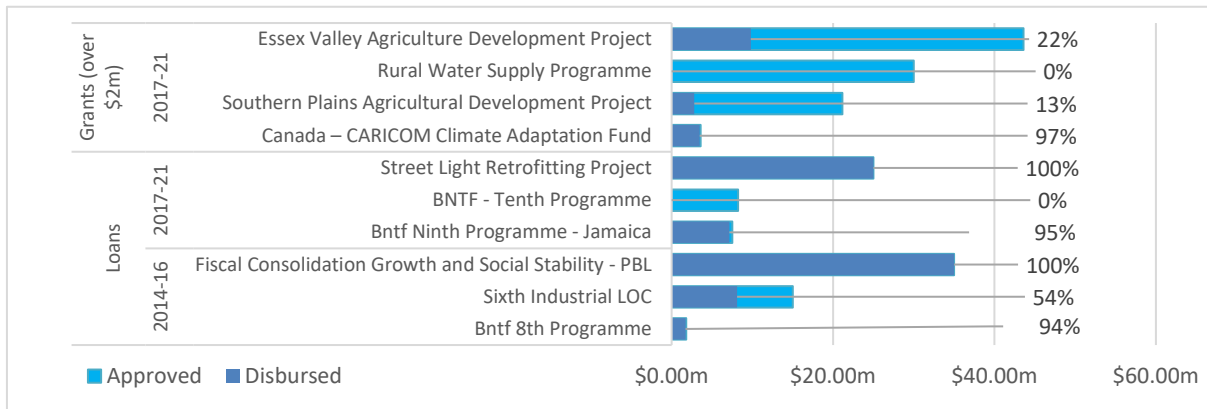 Grants (over $2m)
2017-21
Essex Valley Agriculture Development Project 22%
Rural Water Supply Programme 0%
Southern Plains Agricultural Development Project 13%
Canada – CARICOM Climate Adaptation Fund 97%
Loans
2017-21
Street Light Retrofitting Project 100%
BNTF - Tenth Programme 0%
Bntf Ninth Programme - Jamaica 95%
2014-16
Fiscal Consolidation Growth and Social Stability - PBL 100%
Sixth Industrial LOC 54%
Bntf 8th Programme 94%
Approved Disbursed
$0.00m $20.00m $40.00m $60.00m